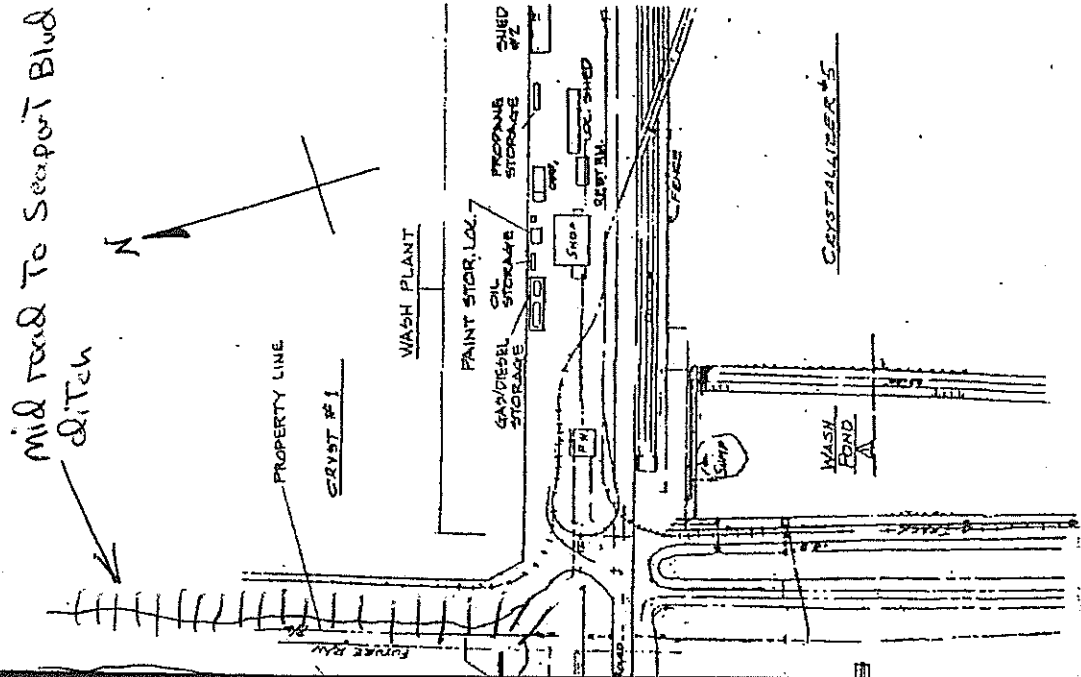 mid road To Seaport Blvd
diTch
N
PROPERTY LINE
CRYST #1
WASH PLANT
PAINT STOR. LOC.
GAS/DIESEL
STORAGE
OIL
STORAGE
PROPANE
STORAGE
SHED
#2
SHOP
LOC. SHED
FENCE
CRYSTALLIZER #5
P.H.
SUMP
WASH
POND
FUTURE R/W
TRACK